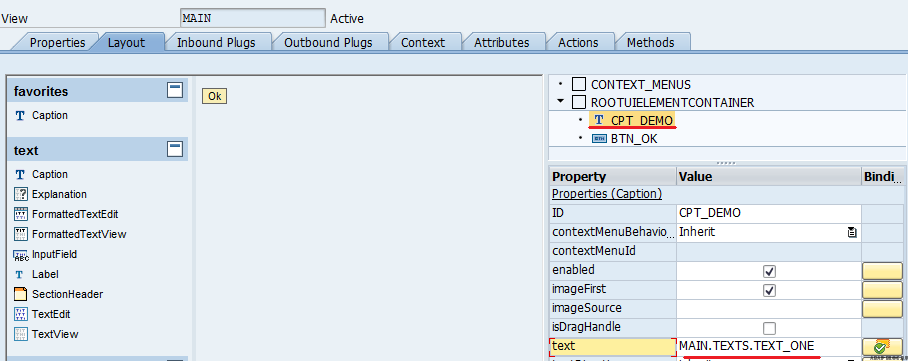 View MAIN Active
Properties Layout Inbound Plugs Outbound Plugs Context Attributes Actions Methods
favorites
Caption
text
Caption
Explanation
FormattedTextEdit
FormattedTextView
InputField
Label
SectionHeader
TextEdit
TextView
Ok
CONTEXT_MENUS
ROOTUIELEMENTCONTAINER
CPT_DEMO
BTN_OK
Property Value Bindi...
Properties (Caption)
ID CPT_DEMO
contextMenuBehavio... Inherit
contextMenuId
enabled
imageFirst
imageSource
isDragHandle
text MAIN.TEXTS.TEXT_ONE